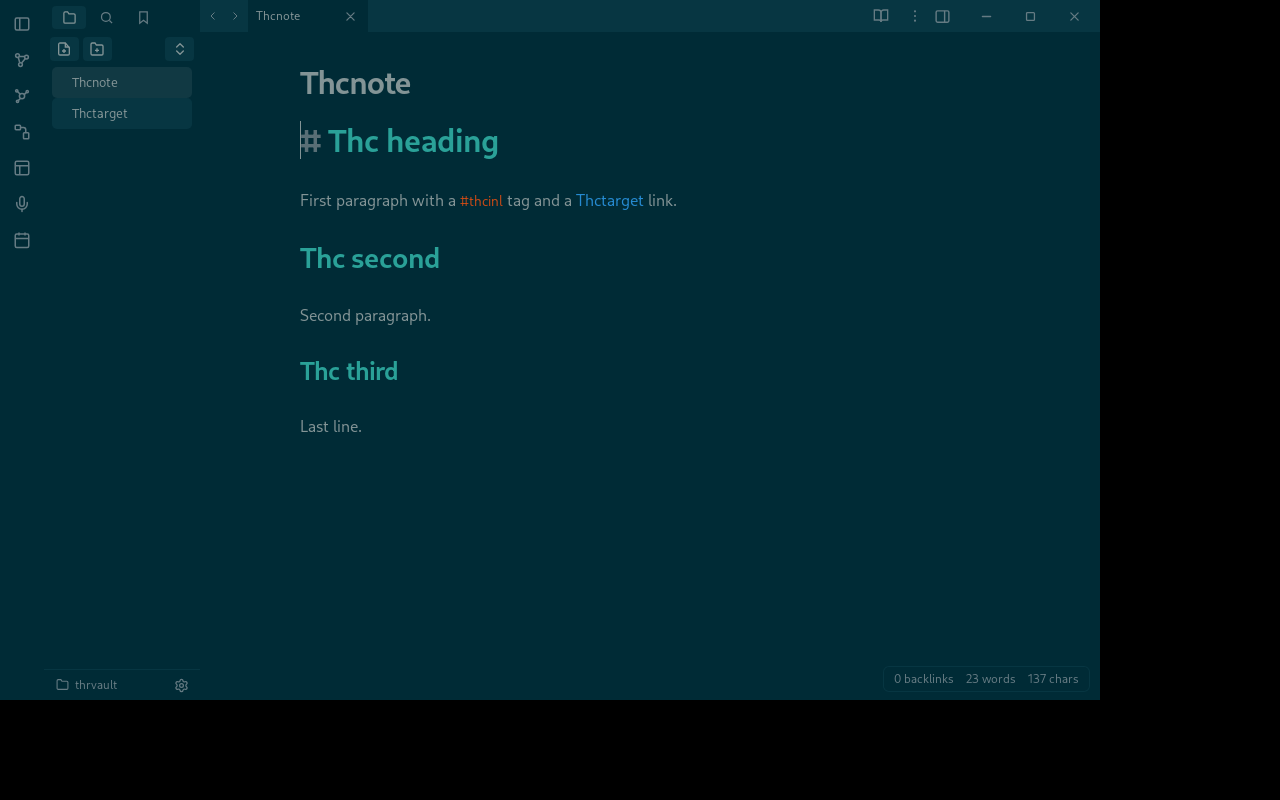 Thcnote
Thcnote
Thctarget
Thcnote
# Thc heading
First paragraph with a #thcinl tag and a Thctarget link.
Thc second
Second paragraph.
Thc third
Last line.
thrvault
0 backlinks 23 words 137 chars